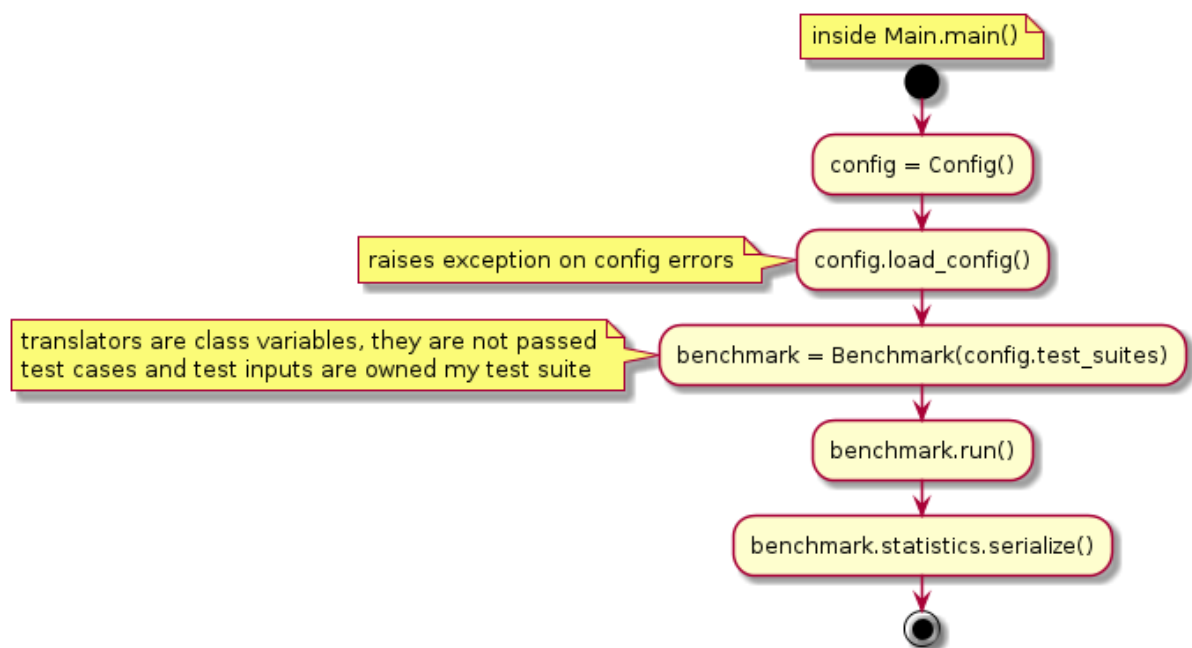 inside Main.main()
config = Config()
raises exception on config errors
config.load_config()
translators are class variables, they are not passed
test cases and test inputs are owned my test suite
benchmark = Benchmark(config.test_suites)
benchmark.run()
benchmark.statistics.serialize()